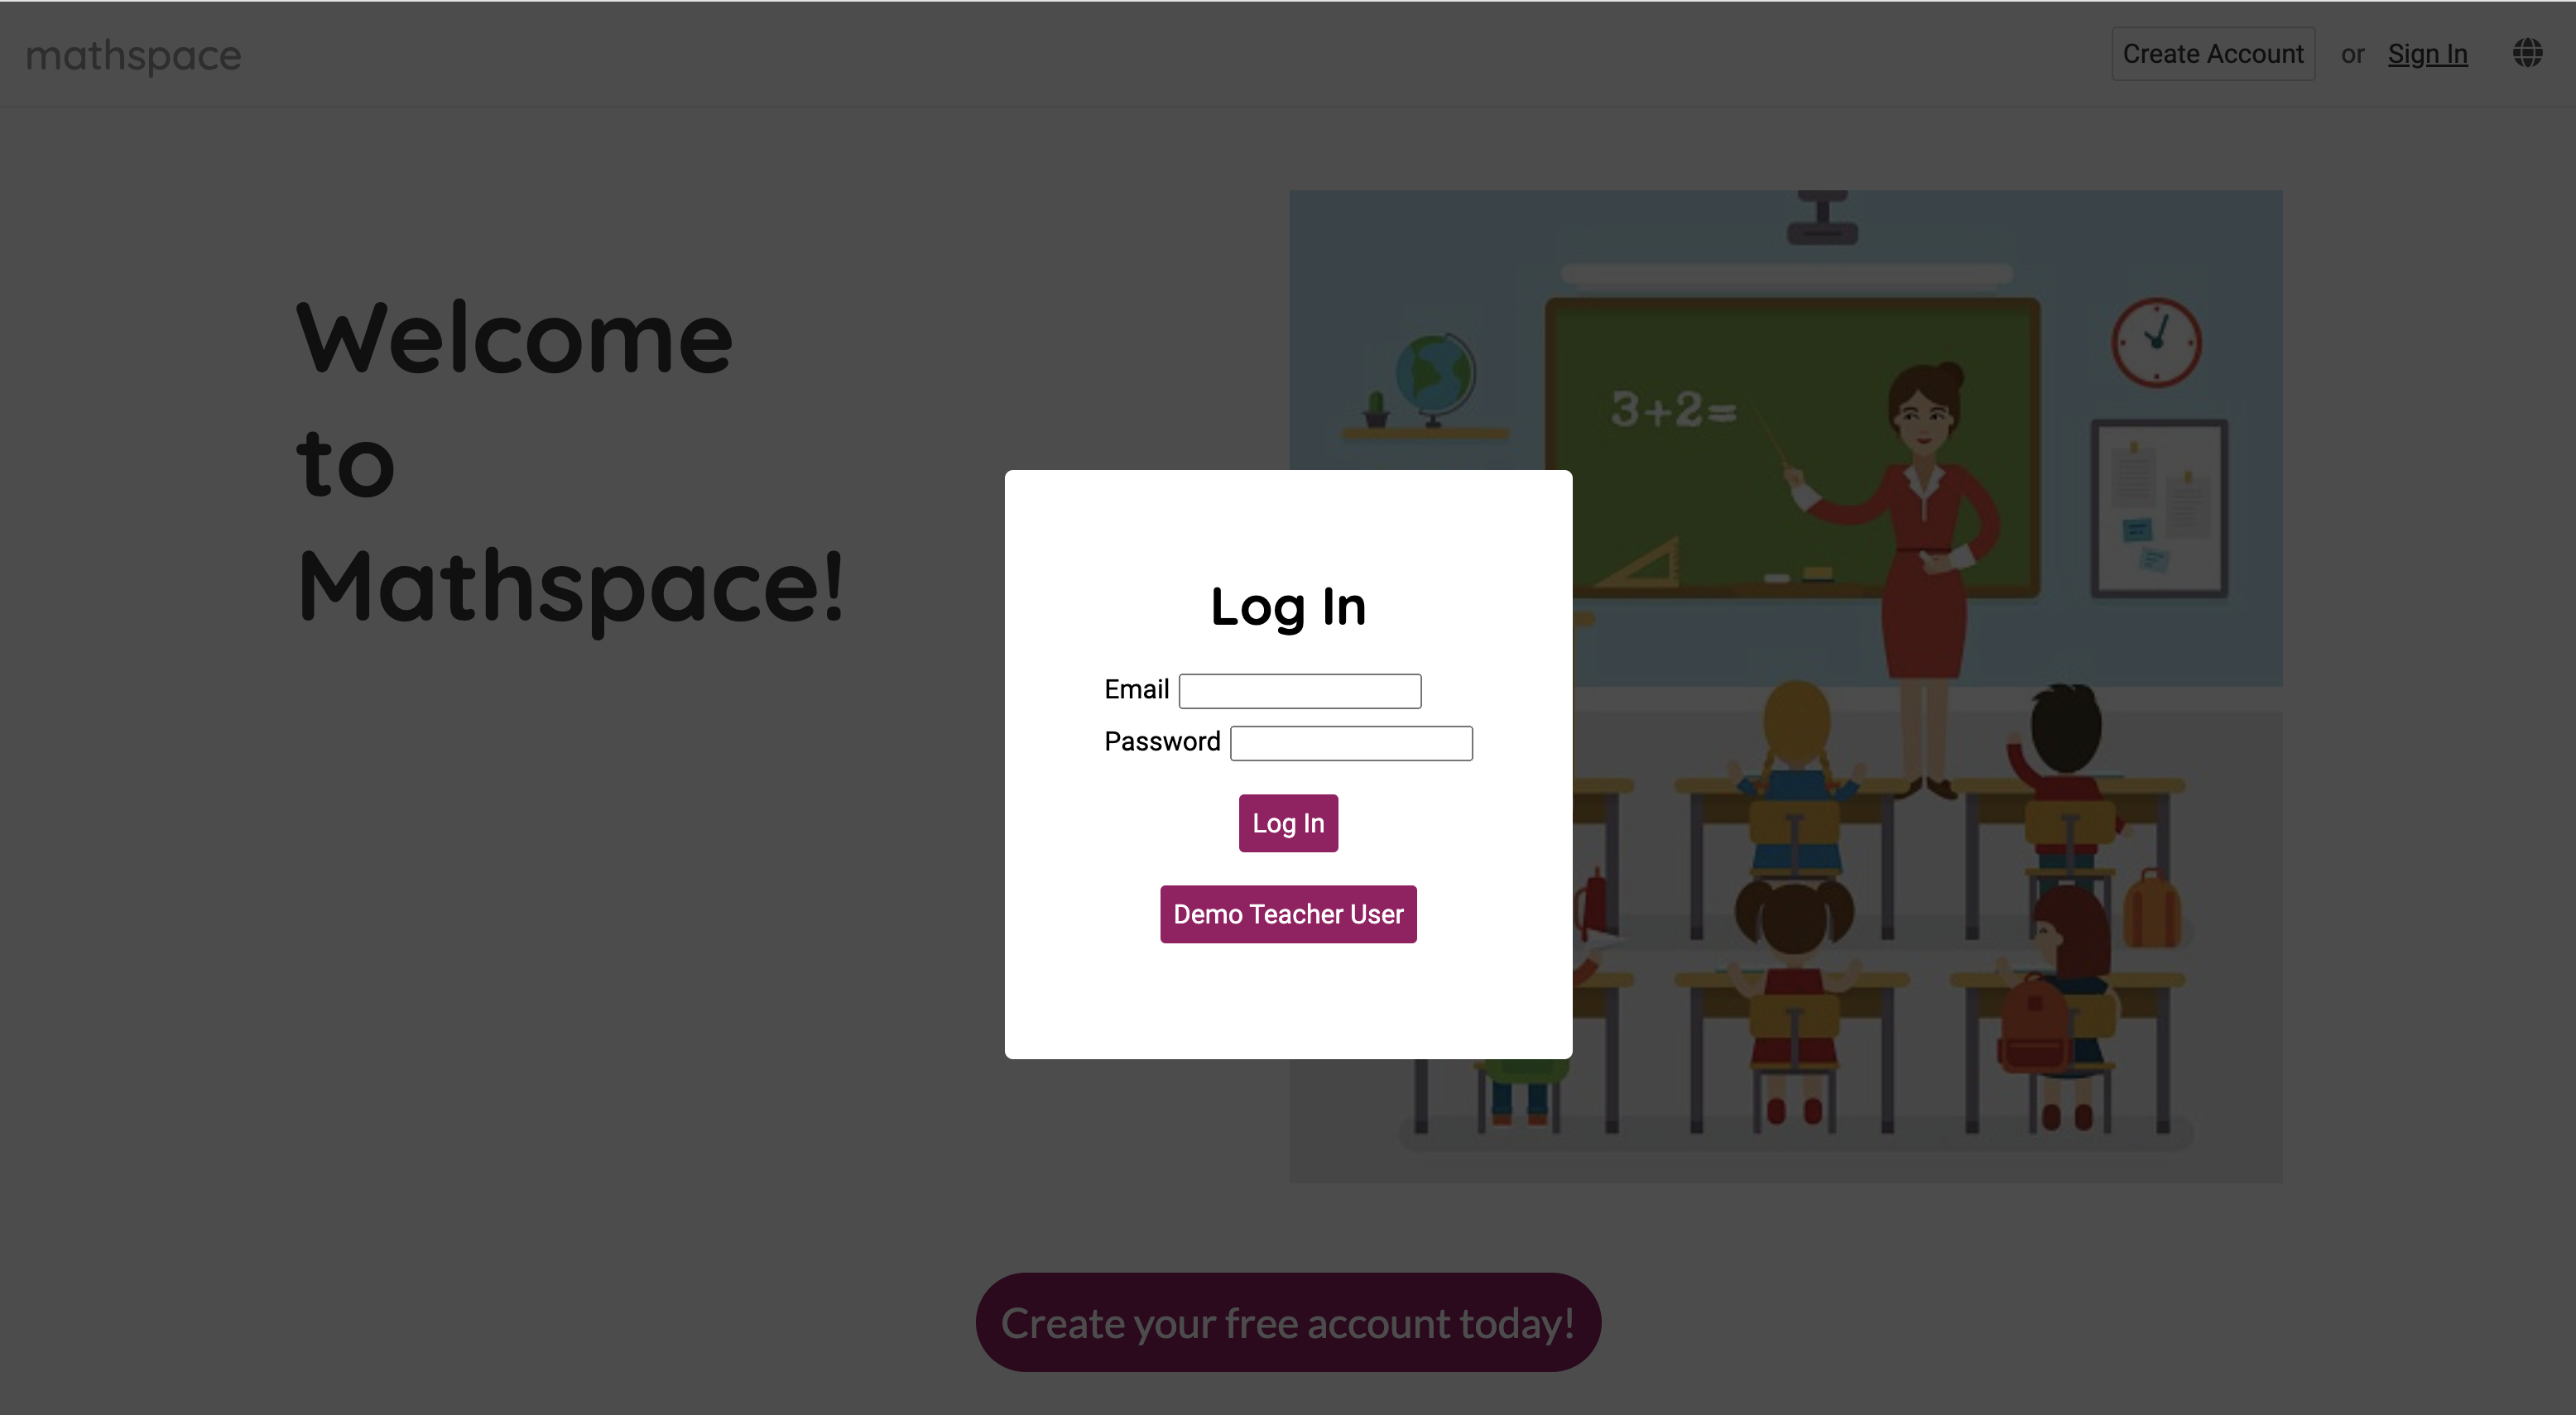 mathspace
Create Account or Sign In
Welcome
to
Mathspace!
3+2=
Log In
Email
Password
Log In
Demo Teacher User
Create your free account today!